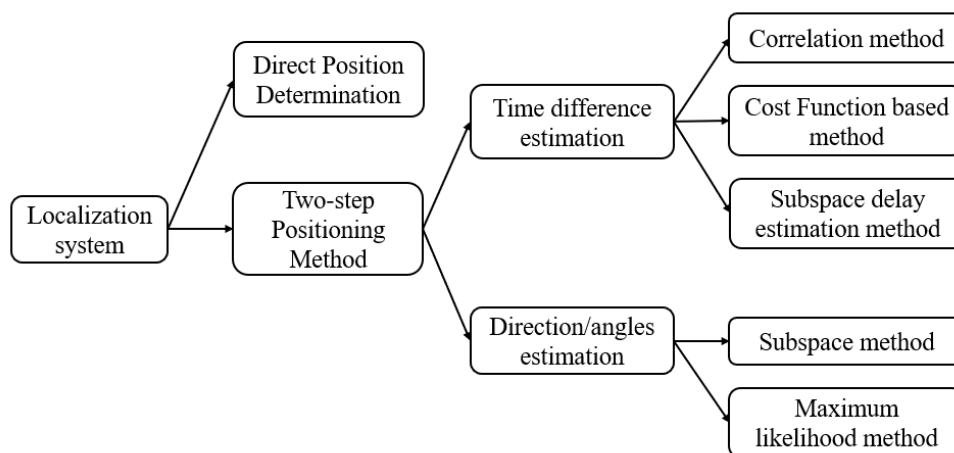 Localization
system
Direct Position
Determination
Two-step
Positioning
Method
Time difference
estimation
Direction/angles
estimation
Correlation method
Cost Function based
method
Subspace delay
estimation method
Subspace method
Maximum
likelihood method